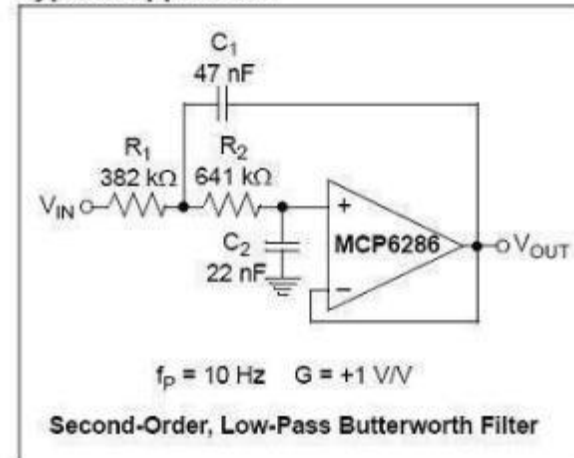 C1
47 nF
R1
382 kΩ
R2
641 kΩ
VIN
+
MCP6286
VOUT
C2
22 nF
−
fP = 10 Hz G = +1 V/V
Second-Order, Low-Pass Butterworth Filter